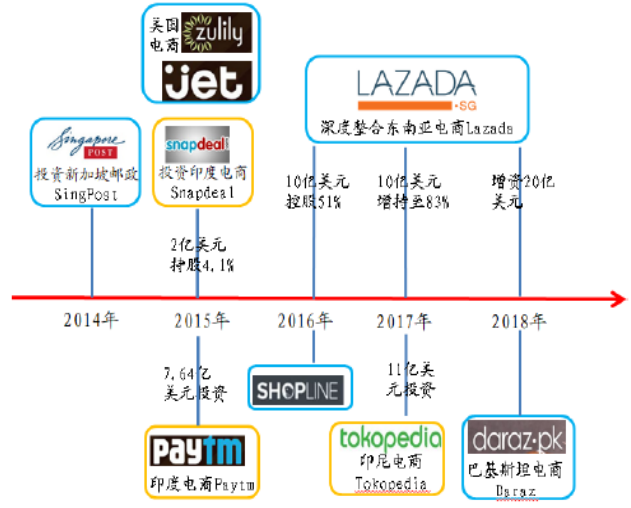 美国
电商
zulily
jet
LAZADA
·SG
深度整合东南亚电商Lazada
Singapore
POST
投资新加坡邮政
SingPost
snapdeal
投资印度电商
Snapdeal
10亿美元
控股51%
10亿美元
增持至83%
增资20亿
美元
2亿美元
持股4.1%
2014年
2015年
2016年
2017年
2018年
7.64亿
美元投资
SHOPLINE
11亿美
元投资
paytm
印度电商Paytm
tokopedia
印尼电商
Tokopedia
daraz·pk
巴基斯坦电商
Daraz